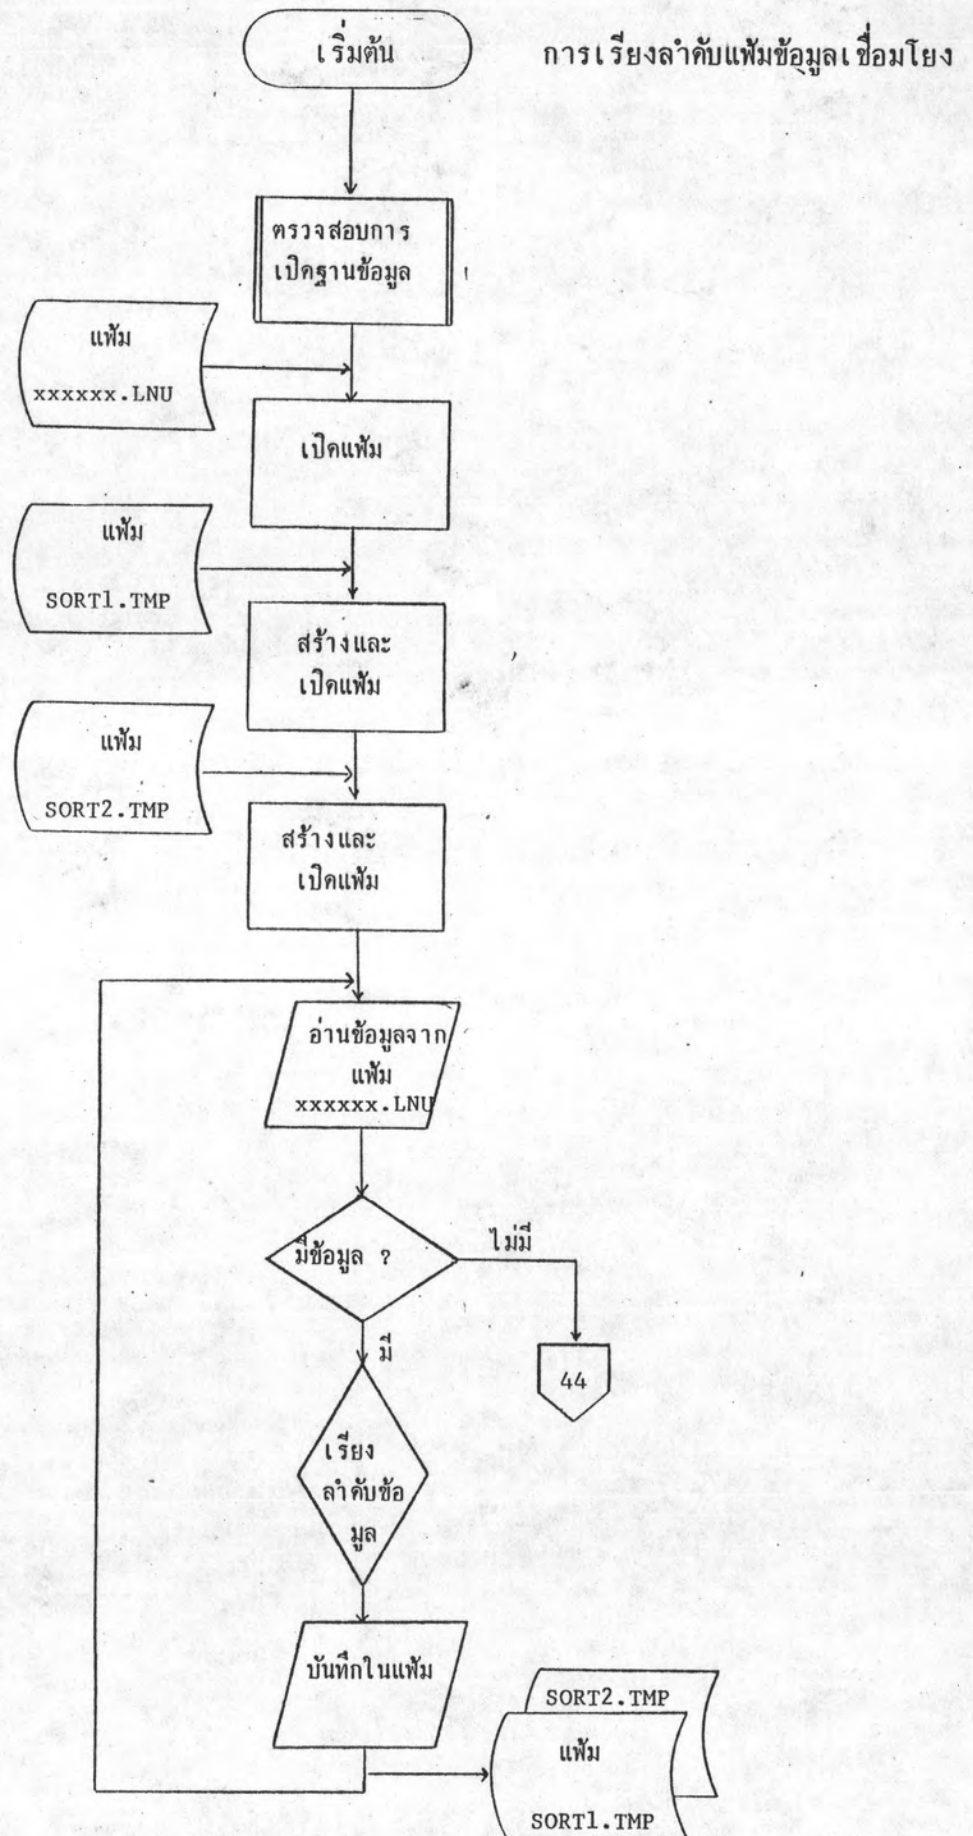 เริ่มต้น
การเรียงลำดับแฟ้มข้อมูลเชื่อมโยง
ตรวจสอบการ
เปิดฐานข้อมูล
แฟ้ม
xxxxxx.LNU
เปิดแฟ้ม
แฟ้ม
SORT1.TMP
สร้างและ
เปิดแฟ้ม
แฟ้ม
SORT2.TMP
สร้างและ
เปิดแฟ้ม
อ่านข้อมูลจาก
แฟ้ม
xxxxxx.LNU
มีข้อมูล ?
ไม่มี
มี
44
เรียง
ลำดับข้อ
มูล
บันทึกในแฟ้ม
SORT2.TMP
แฟ้ม
SORT1.TMP